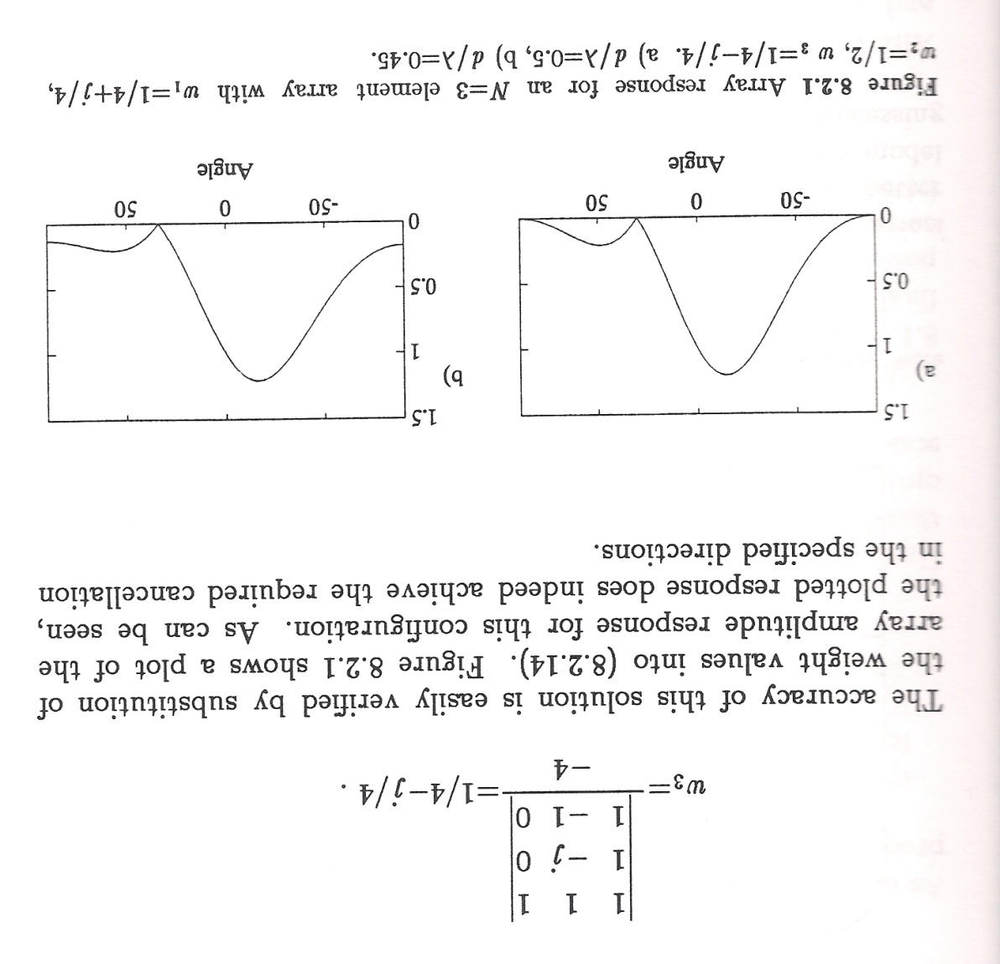 |1 1 1|
|1 −j 0|
|1 −1 0|
w₃= ―――― =1/4−j/4 .
−4
The accuracy of this solution is easily verified by substitution of
the weight values into (8.2.14). Figure 8.2.1 shows a plot of the
array amplitude response for this configuration. As can be seen,
the plotted response does indeed achieve the required cancellation
in the specified directions.
a)
1.5
1
0.5
0
-50 0 50
Angle
b)
1.5
1
0.5
0
-50 0 50
Angle
Figure 8.2.1 Array response for an N=3 element array with w₁=1/4+j/4,
w₂=1/2, w ₃=1/4−j/4. a) d/λ=0.5, b) d/λ=0.45.